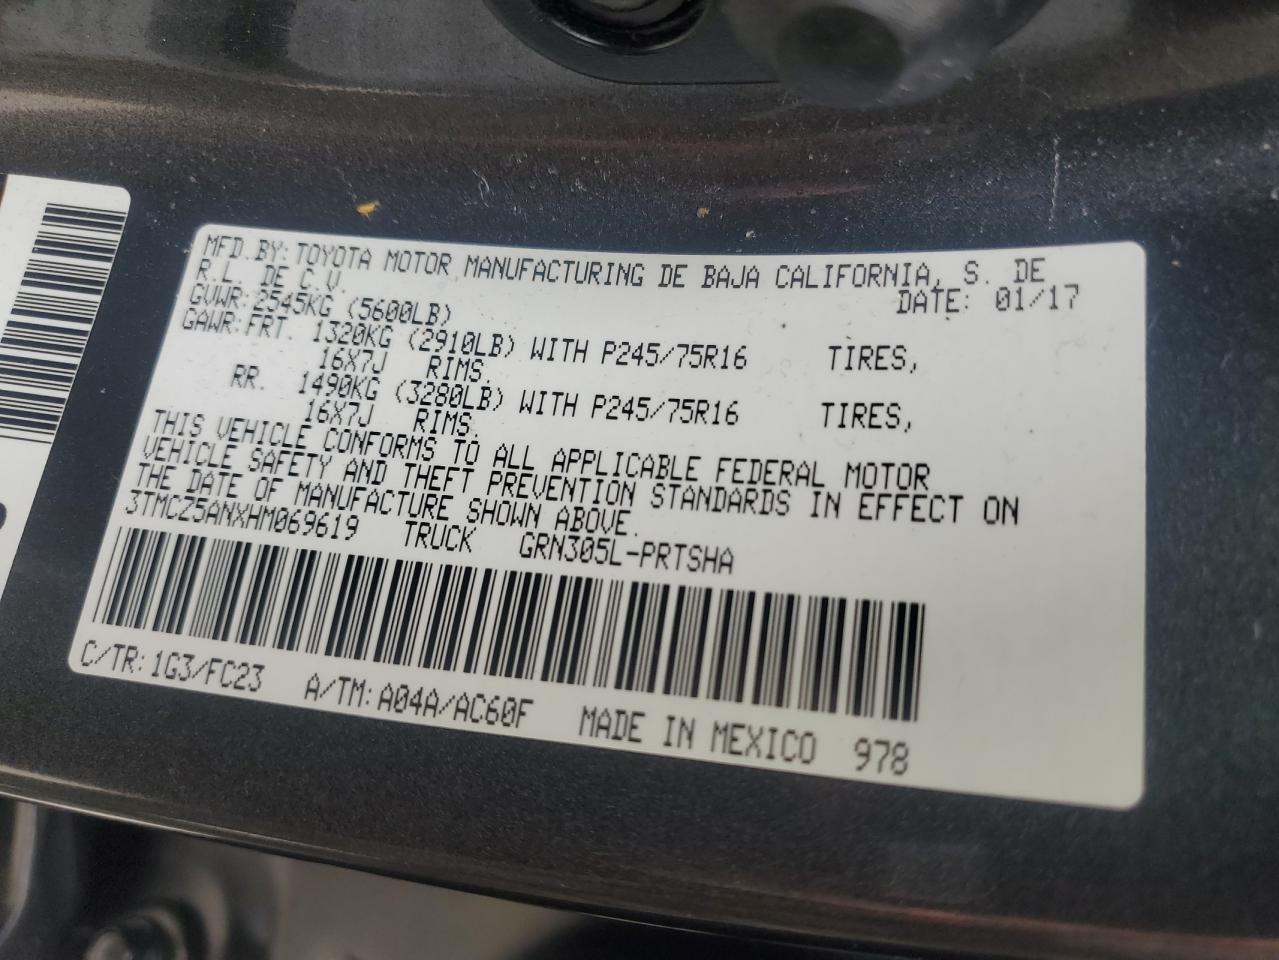 MFD. BY: TOYOTA MOTOR MANUFACTURING DE BAJA CALIFORNIA, S. DE
R.L. DE C.V. DATE: 01/17
GVWR: 2545KG (5600LB)
GAWR: FRT. 1320KG (2910LB) WITH P245/75R16 TIRES,
16X7J RIMS.
RR. 1490KG (3280LB) WITH P245/75R16 TIRES,
16X7J RIMS.
THIS VEHICLE CONFORMS TO ALL APPLICABLE FEDERAL MOTOR
VEHICLE SAFETY AND THEFT PREVENTION STANDARDS IN EFFECT ON
THE DATE OF MANUFACTURE SHOWN ABOVE.
3TMCZ5ANXHM069619 TRUCK GRN305L-PRTSHA
C/TR: 1G3/FC23 A/TM: A04A/AC60F MADE IN MEXICO 978